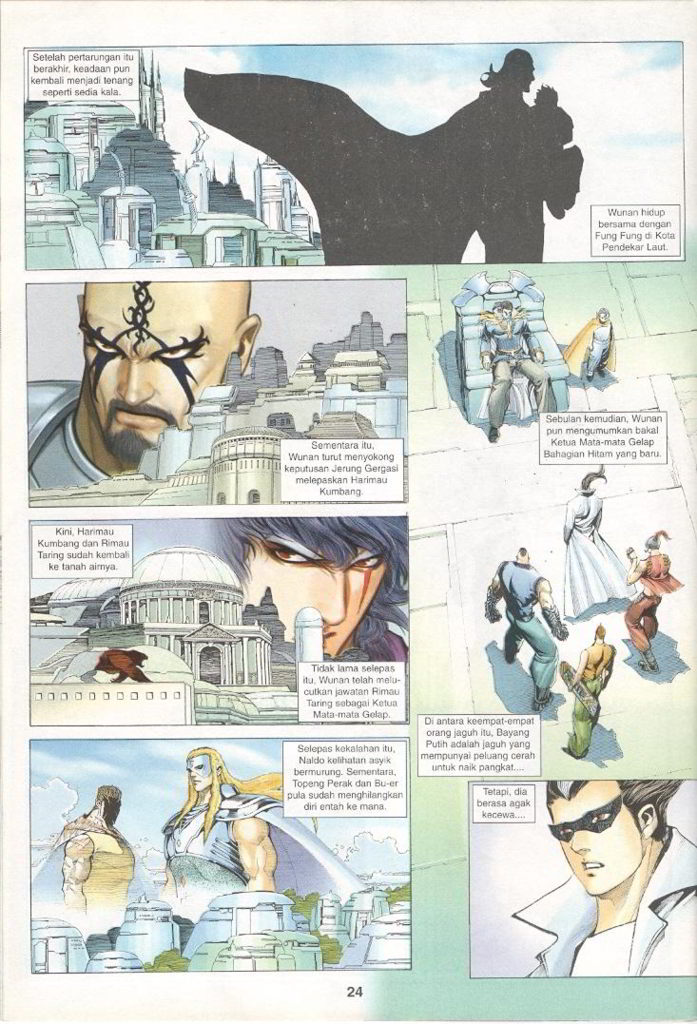 Setelah pertarungan itu
berakhir, keadaan pun
kembali menjadi tenang
seperti sedia kala.
Wunan hidup
bersama dengan
Fung Fung di Kota
Pendekar Laut.
Sementara itu,
Wunan turut menyokong
keputusan Jerung Gergasi
melepaskan Harimau
Kumbang.
Kini, Harimau
Kumbang dan Rimau
Taring sudah kembali
ke tanah airnya.
Tidak lama selepas
itu, Wunan telah melu-
cutkan jawatan Rimau
Taring sebagai Ketua
Mata-mata Gelap.
Selepas kekalahan itu,
Naldo kelihatan asyik
bermurung. Sementara,
Topeng Perak dan Bu-er
pula sudah menghilangkan
diri entah ke mana.
Sebulan kemudian, Wunan
pun mengumumkan bakal
Ketua Mata-mata Gelap
Bahagian Hitam yang baru.
Di antara keempat-empat
orang jaguh itu, Bayang
Putih adalah jaguh yang
mempunyai peluang cerah
untuk naik pangkat....
Tetapi, dia
berasa agak
kecewa....
24